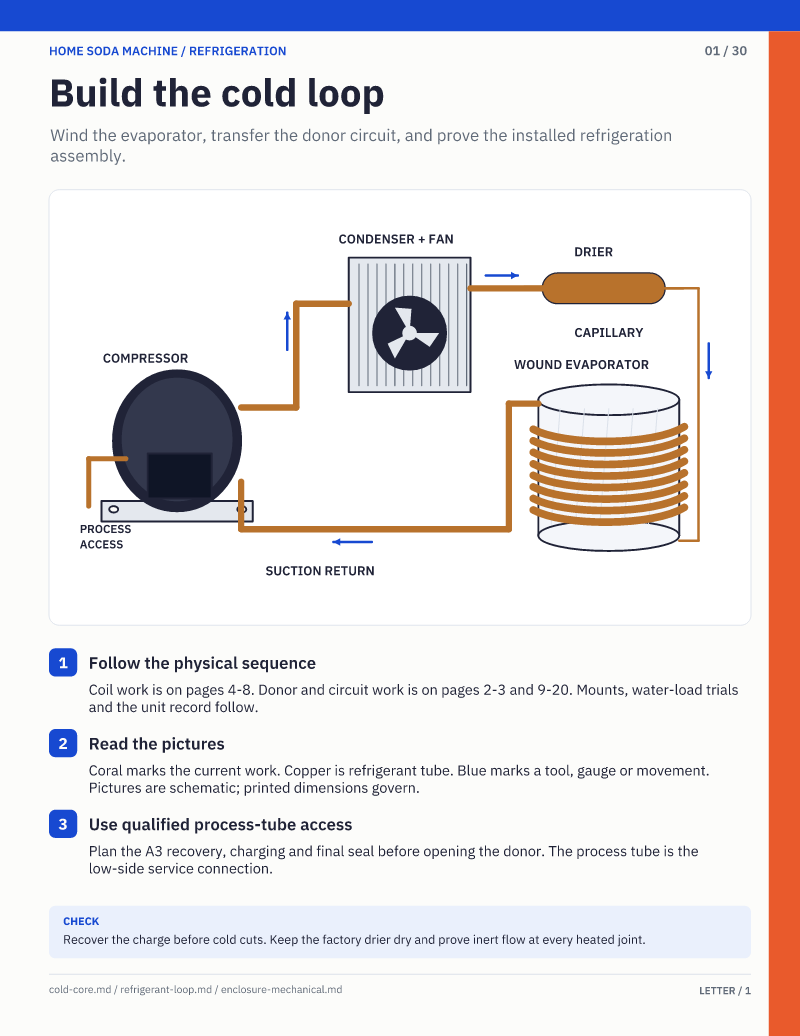 HOME SODA MACHINE / REFRIGERATION
01 / 30
Build the cold loop
Wind the evaporator, transfer the donor circuit, and prove the installed refrigeration
assembly.
CONDENSER + FAN
DRIER
CAPILLARY
COMPRESSOR
WOUND EVAPORATOR
PROCESS
ACCESS
SUCTION RETURN
1 Follow the physical sequence
Coil work is on pages 4-8. Donor and circuit work is on pages 2-3 and 9-20. Mounts, water-load trials
and the unit record follow.
2 Read the pictures
Coral marks the current work. Copper is refrigerant tube. Blue marks a tool, gauge or movement.
Pictures are schematic; printed dimensions govern.
3 Use qualified process-tube access
Plan the A3 recovery, charging and final seal before opening the donor. The process tube is the
low-side service connection.
CHECK
Recover the charge before cold cuts. Keep the factory drier dry and prove inert flow at every heated joint.
cold-core.md / refrigerant-loop.md / enclosure-mechanical.md
LETTER / 1